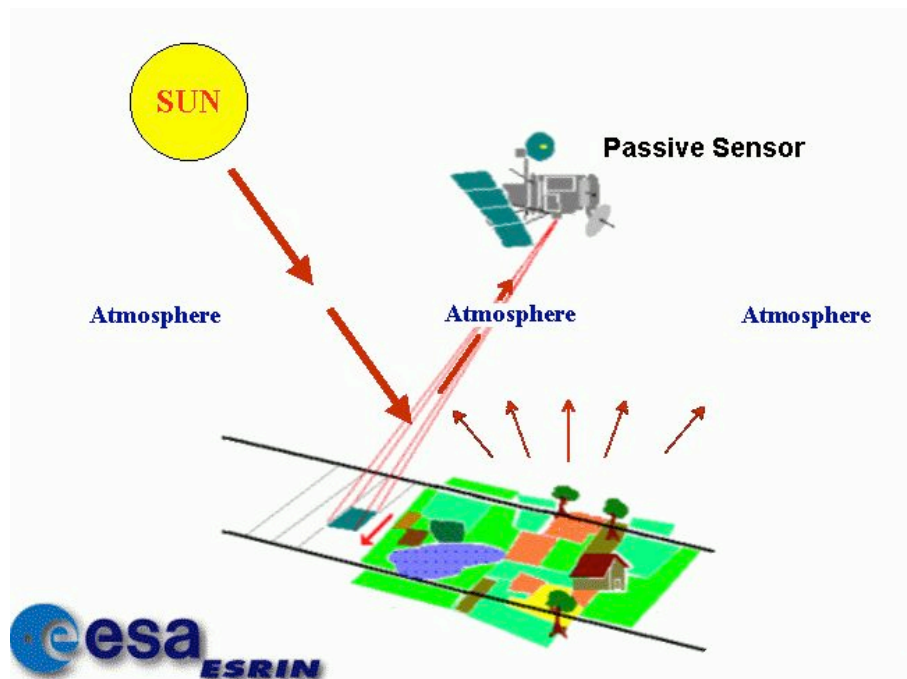 SUN
Passive Sensor
Atmosphere
Atmosphere
Atmosphere
esa
ESRIN